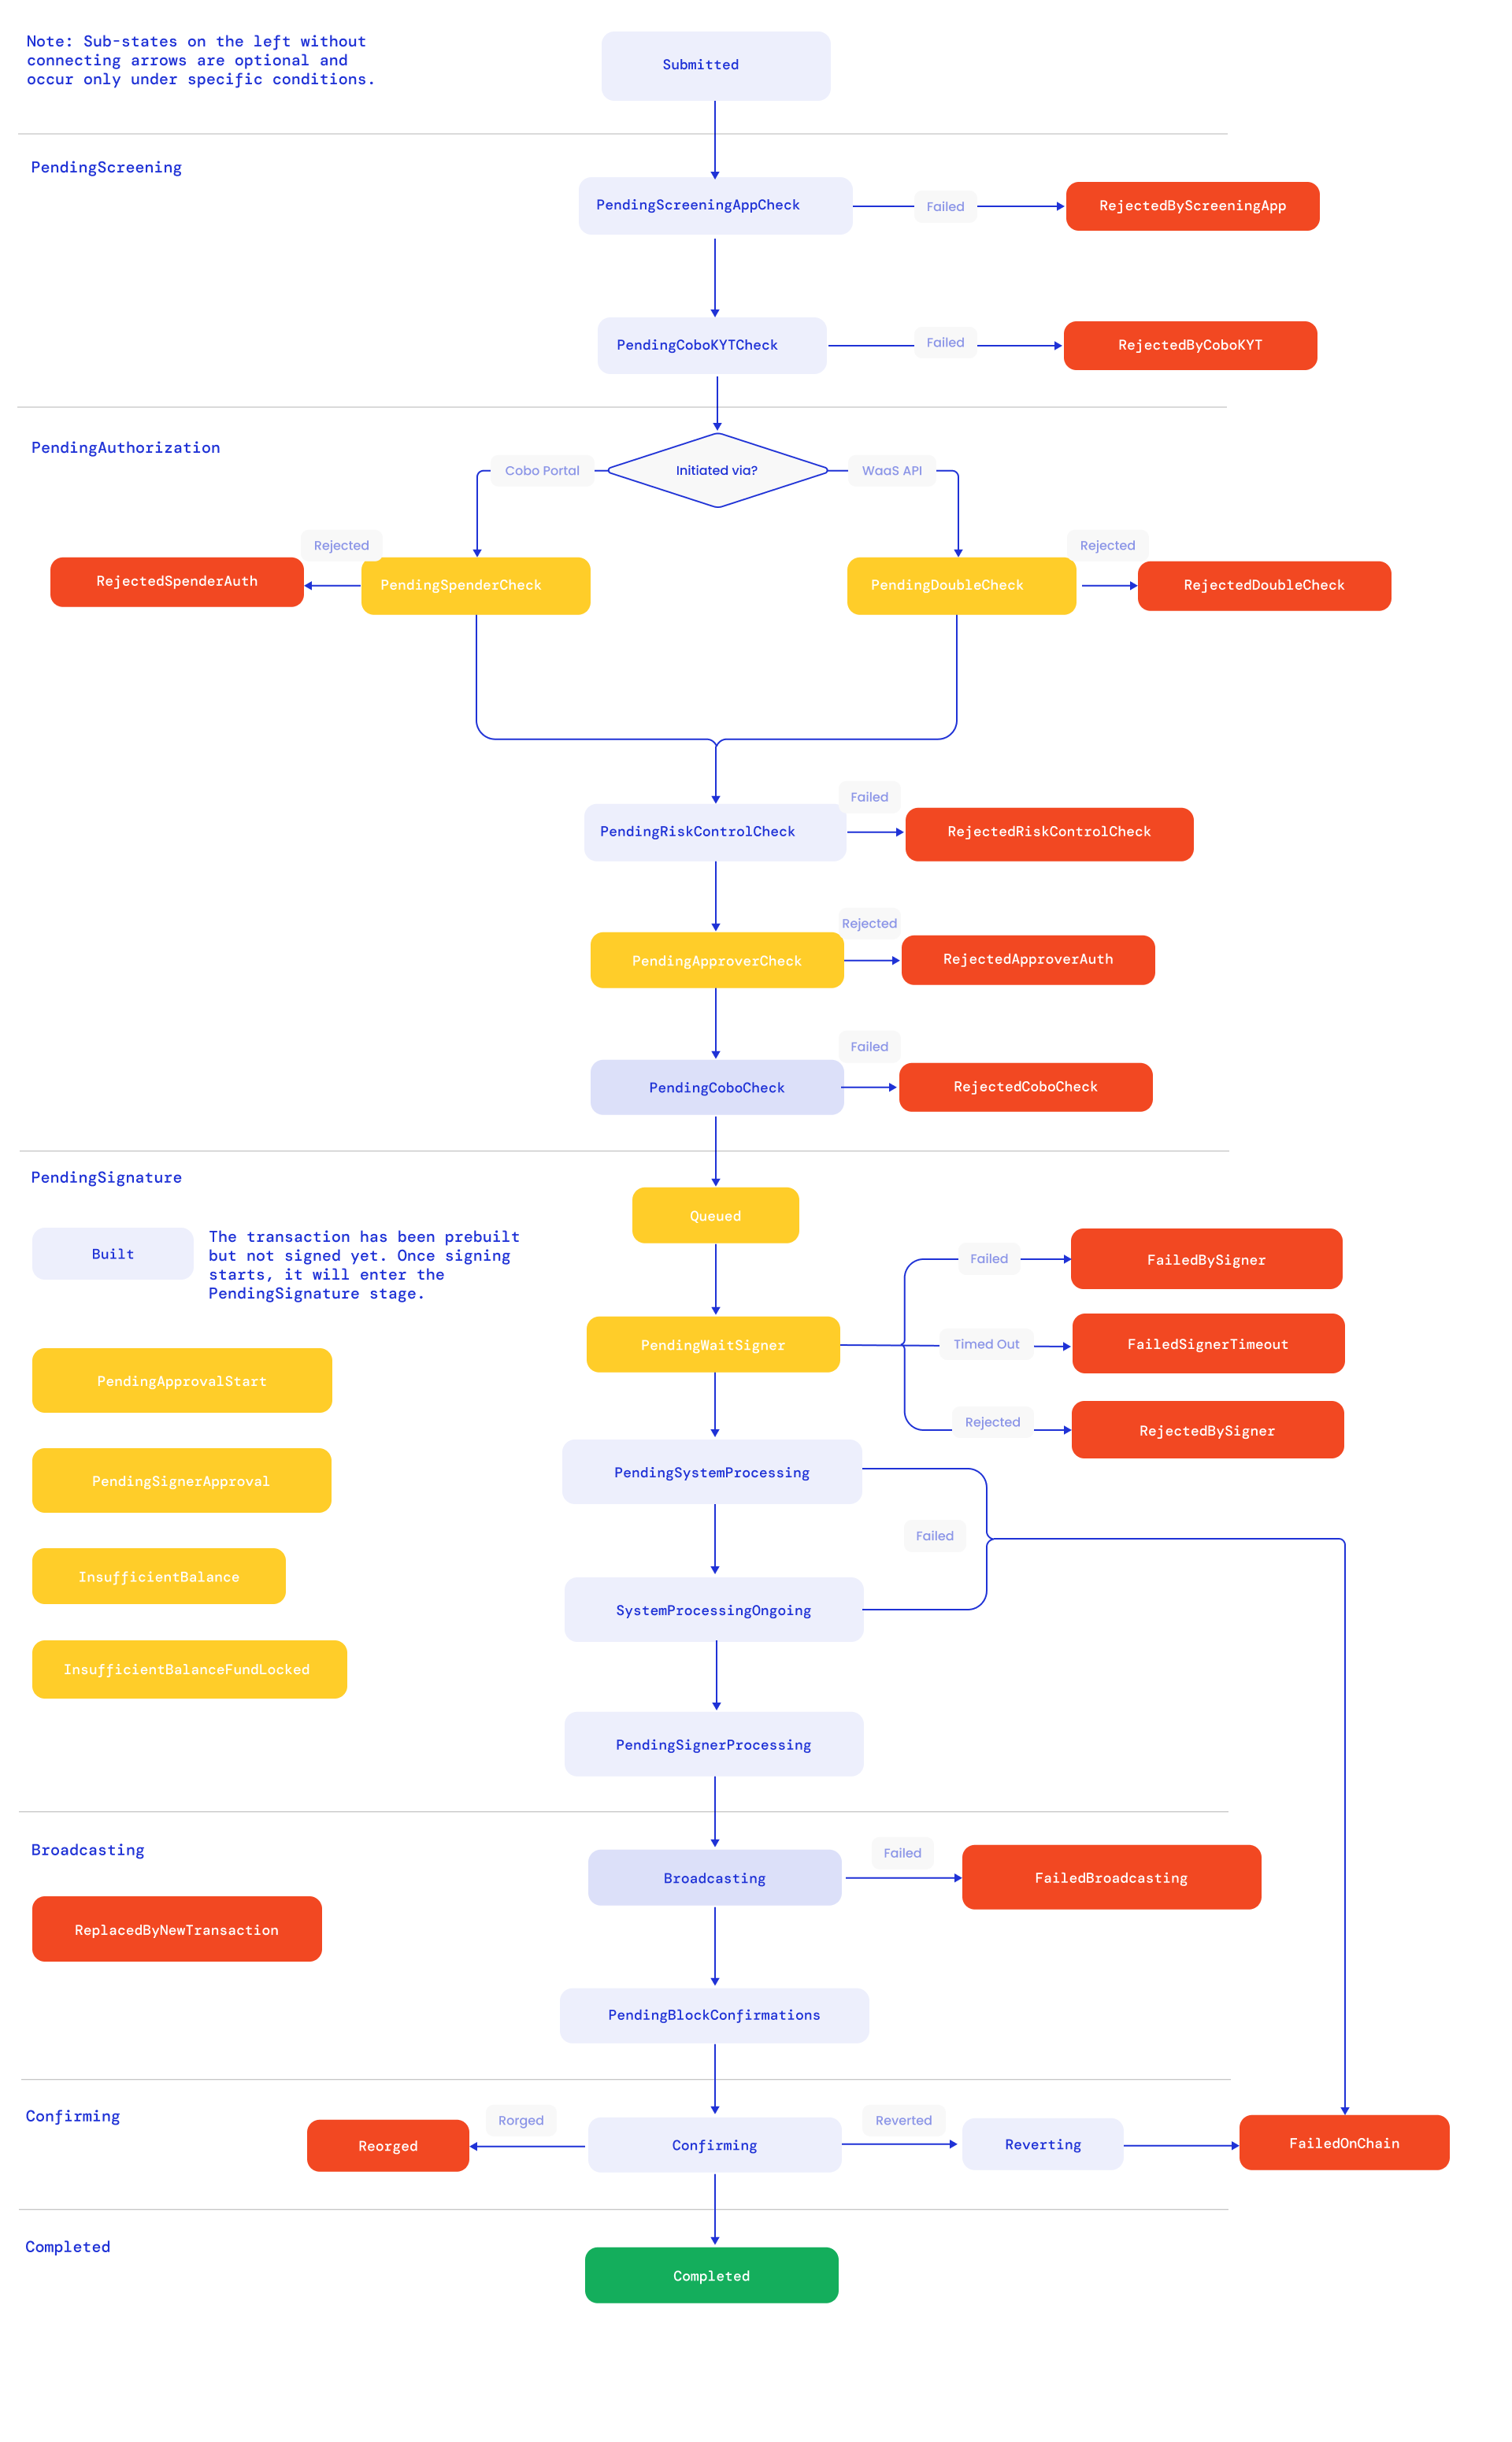 Note: Sub-states on the left without
connecting arrows are optional and
occur only under specific conditions.
Submitted
PendingScreening
PendingScreeningAppCheck
Failed
RejectedByScreeningApp
PendingCoboKYTCheck
Failed
RejectedByCoboKYT
PendingAuthorization
Cobo Portal
Initiated via?
WaaS API
Rejected
RejectedSpenderAuth
PendingSpenderCheck
PendingDoubleCheck
Rejected
RejectedDoubleCheck
Failed
PendingRiskControlCheck
RejectedRiskControlCheck
Rejected
PendingApproverCheck
RejectedApproverAuth
Failed
PendingCoboCheck
RejectedCoboCheck
PendingSignature
Queued
Built
The transaction has been prebuilt
but not signed yet. Once signing
starts, it will enter the
PendingSignature stage.
Failed
FailedBySigner
PendingWaitSigner
Timed Out
FailedSignerTimeout
PendingApprovalStart
Rejected
RejectedBySigner
PendingSignerApproval
PendingSystemProcessing
Failed
InsufficientBalance
SystemProcessingOngoing
InsufficientBalanceFundLocked
PendingSignerProcessing
Broadcasting
Broadcasting
Failed
FailedBroadcasting
ReplacedByNewTransaction
PendingBlockConfirmations
Confirming
Reorged
Rorged
Confirming
Reverted
Reverting
FailedOnChain
Completed
Completed